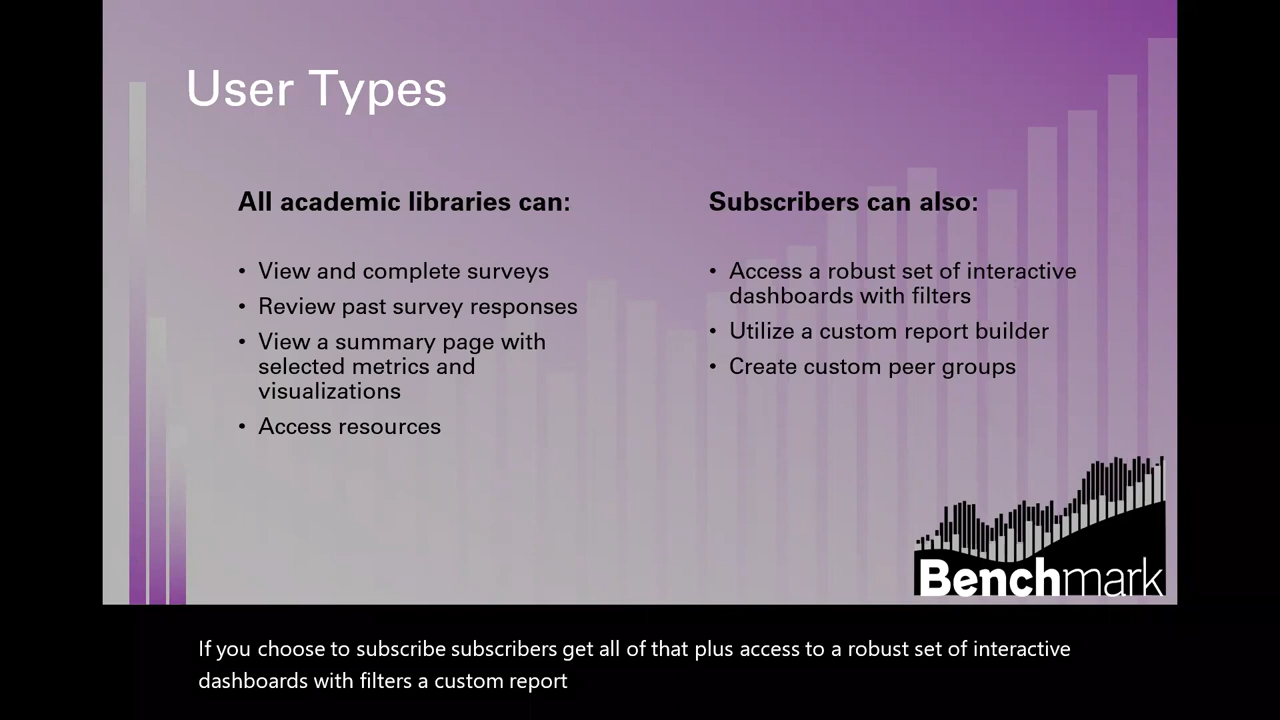 User Types
All academic libraries can:
• View and complete surveys
• Review past survey responses
• View a summary page with
selected metrics and
visualizations
• Access resources
Subscribers can also:
• Access a robust set of interactive
dashboards with filters
• Utilize a custom report builder
• Create custom peer groups
Benchmark
If you choose to subscribe subscribers get all of that plus access to a robust set of interactive
dashboards with filters a custom report